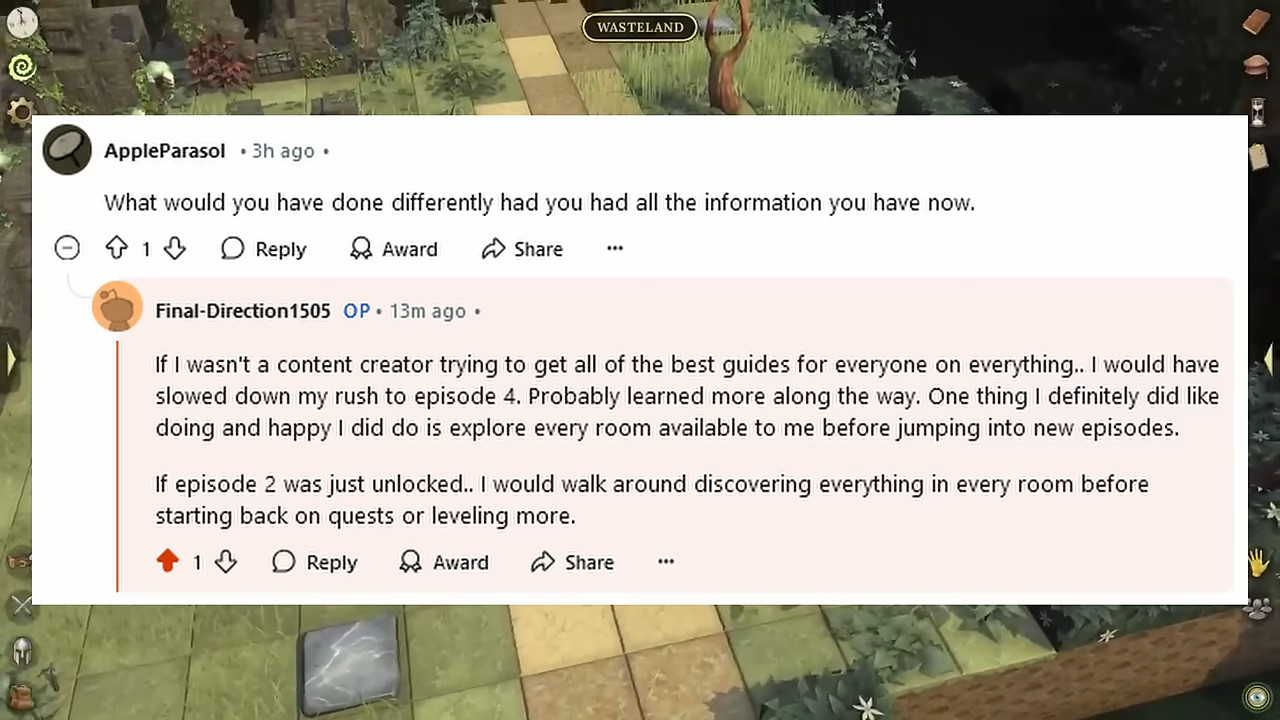 WASTELAND
AppleParasol • 3h ago •
What would you have done differently had you had all the information you have now.
1 Reply Award Share ···
Final-Direction1505 OP • 13m ago •
If I wasn't a content creator trying to get all of the best guides for everyone on everything.. I would have
slowed down my rush to episode 4. Probably learned more along the way. One thing I definitely did like
doing and happy I did do is explore every room available to me before jumping into new episodes.
If episode 2 was just unlocked.. I would walk around discovering everything in every room before
starting back on quests or leveling more.
1 Reply Award Share ···